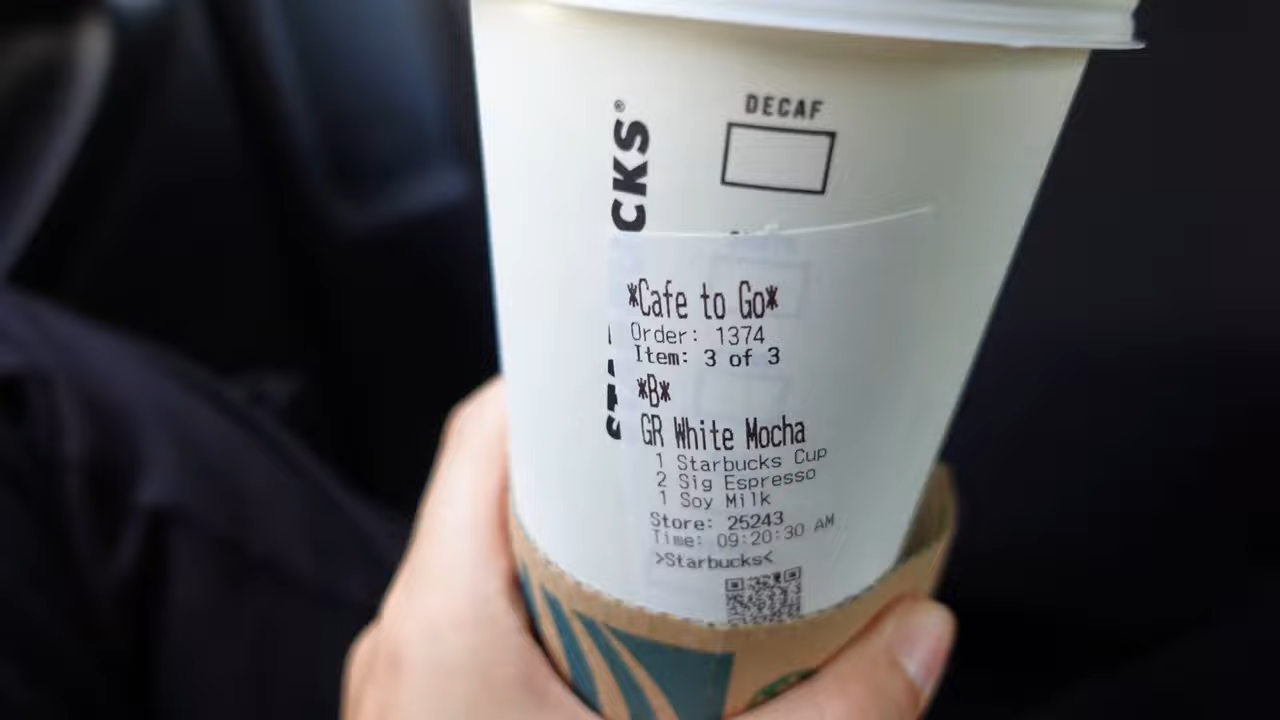 DECAF
CKS®
*Cafe to Go*
Order: 1374
Item: 3 of 3
*B*
GR White Mocha
1 Starbucks Cup
2 Sig Espresso
1 Soy Milk
Store: 25243
Time: 09:20:30 AM
>Starbucks<